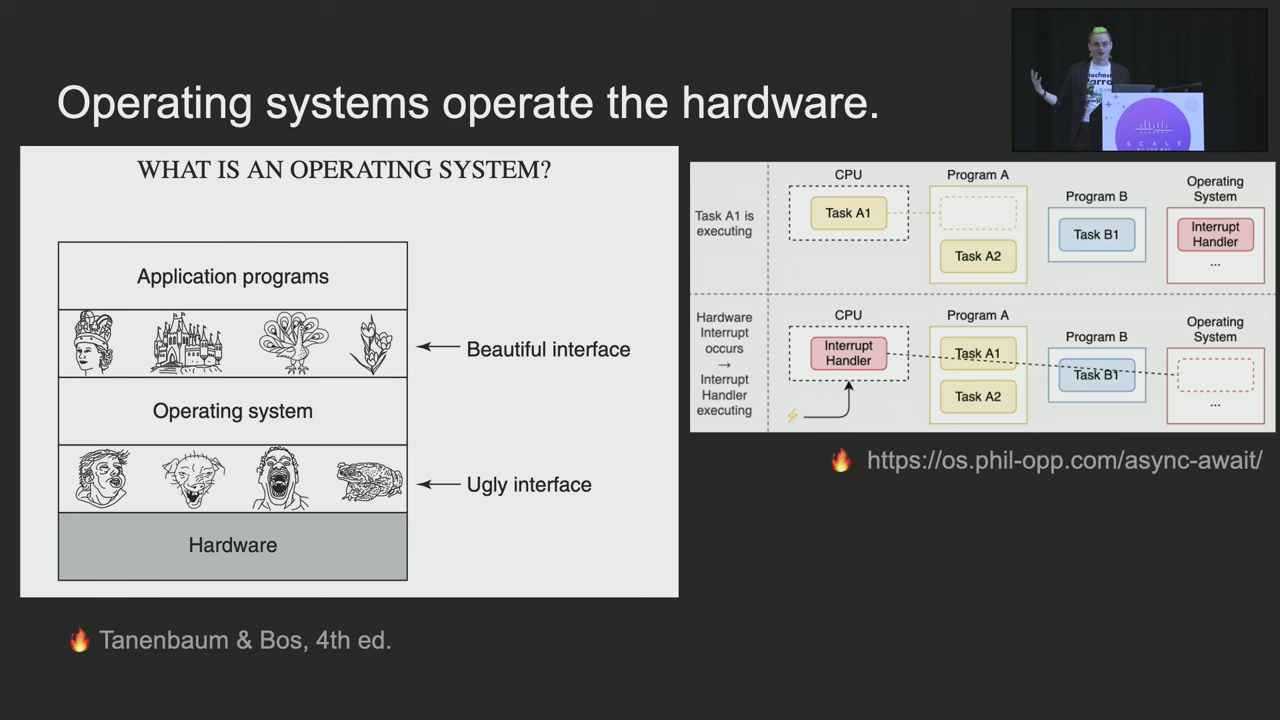 Operating systems operate the hardware.
WHAT IS AN OPERATING SYSTEM?
Application programs
Beautiful interface
Operating system
Ugly interface
Hardware
🔥 Tanenbaum & Bos, 4th ed.
SCALE
Task A1 is
executing
CPU
Task A1
Program A
Task A2
Program B
Task B1
Operating
System
Interrupt
Handler
...
Hardware
Interrupt
occurs
→
Interrupt
Handler
executing
CPU
Interrupt
Handler
Program A
Task A1
Task A2
Program B
Task B1
Operating
System
...
🔥 https://os.phil-opp.com/async-await/